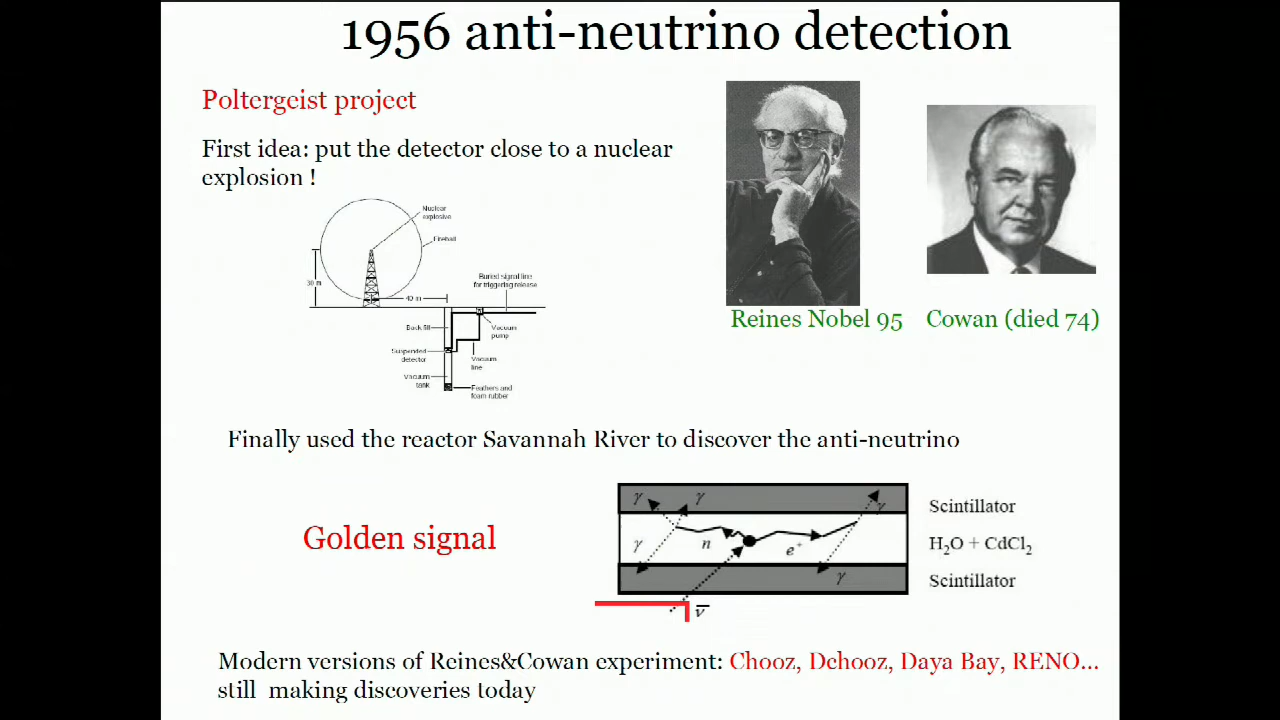 1956 anti-neutrino detection
Poltergeist project
First idea: put the detector close to a nuclear
explosion !
Nuclear
explosive
Fireball
30 m
40 m
Buried signal line
for triggering release
Back fill
Vacuum
pump
Suspended
detector
Vacuum
line
Vacuum
tank
Feathers and
foam rubber
Reines Nobel 95
Cowan (died 74)
Finally used the reactor Savannah River to discover the anti-neutrino
Golden signal
γ γ γ
Scintillator
γ n e⁺
H₂O + CdCl₂
γ
Scintillator
ν̅
Modern versions of Reines&Cowan experiment: Chooz, Dchooz, Daya Bay, RENO...
still making discoveries today